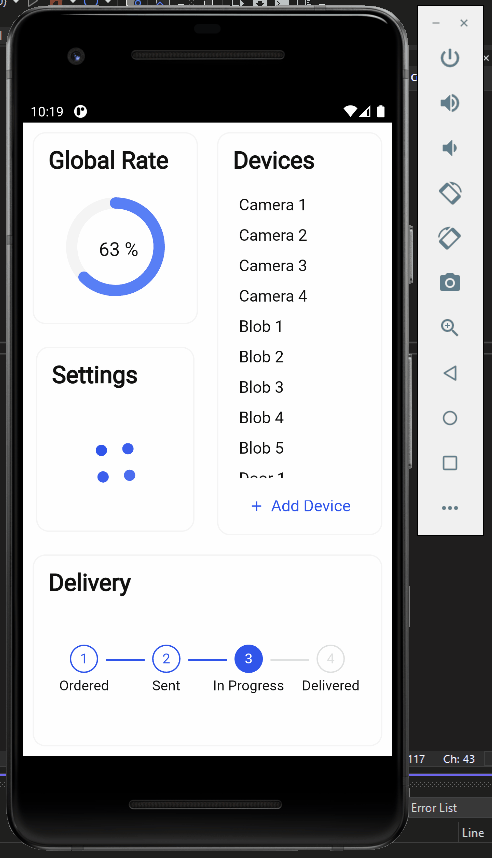 10:19
Global Rate
63 %
Devices
Camera 1
Camera 2
Camera 3
Camera 4
Blob 1
Blob 2
Blob 3
Blob 4
Blob 5
Door 1
+ Add Device
Settings
Delivery
1 2 3 4
Ordered Sent In Progress Delivered
117 Ch: 43
Error List
Line